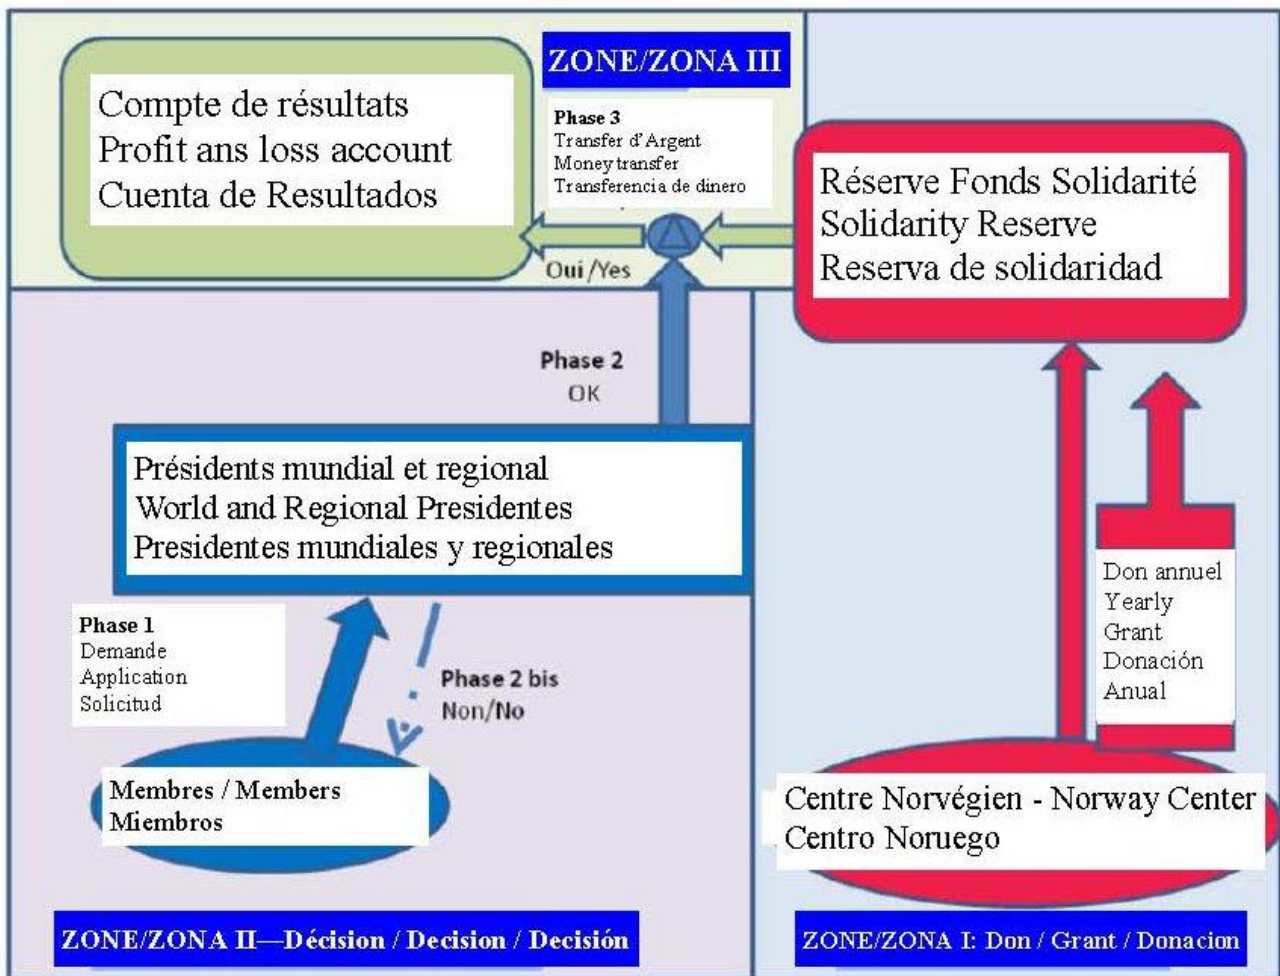 ZONE/ZONA III
Compte de résultats
Profit ans loss account
Cuenta de Resultados
Phase 3
Transfer d'Argent
Money transfer
Transferencia de dinero
Réserve Fonds Solidarité
Solidarity Reserve
Reserva de solidaridad
Oui/Yes
Phase 2
OK
Présidents mundial et regional
World and Regional Presidentes
Presidentes mundiales y regionales
Phase 1
Demande
Application
Solicitud
Phase 2 bis
Non/No
Don annuel
Yearly
Grant
Donación
Anual
Membres / Members
Miembros
Centre Norvégien - Norway Center
Centro Noruego
ZONE/ZONA II—Décision / Decision / Decisión
ZONE/ZONA I: Don / Grant / Donacion